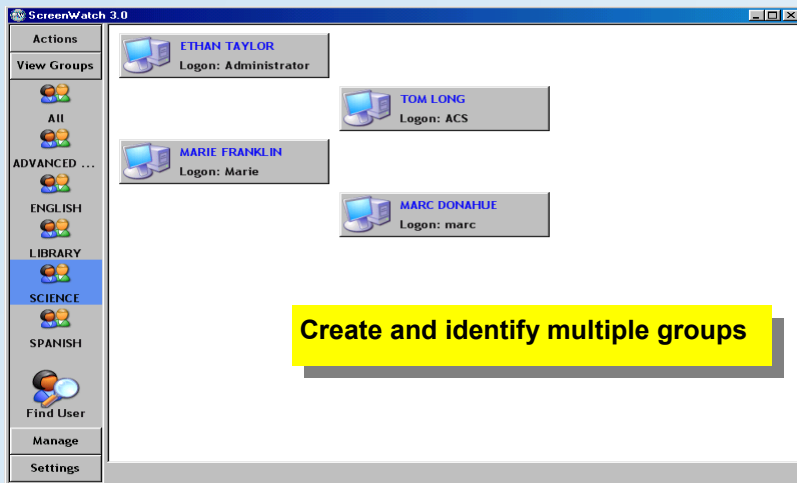 ScreenWatch 3.0
Actions
View Groups
All
ADVANCED ...
ENGLISH
LIBRARY
SCIENCE
SPANISH
Find User
Manage
Settings
ETHAN TAYLOR
Logon: Administrator
TOM LONG
Logon: ACS
MARIE FRANKLIN
Logon: Marie
MARC DONAHUE
Logon: marc
Create and identify multiple groups